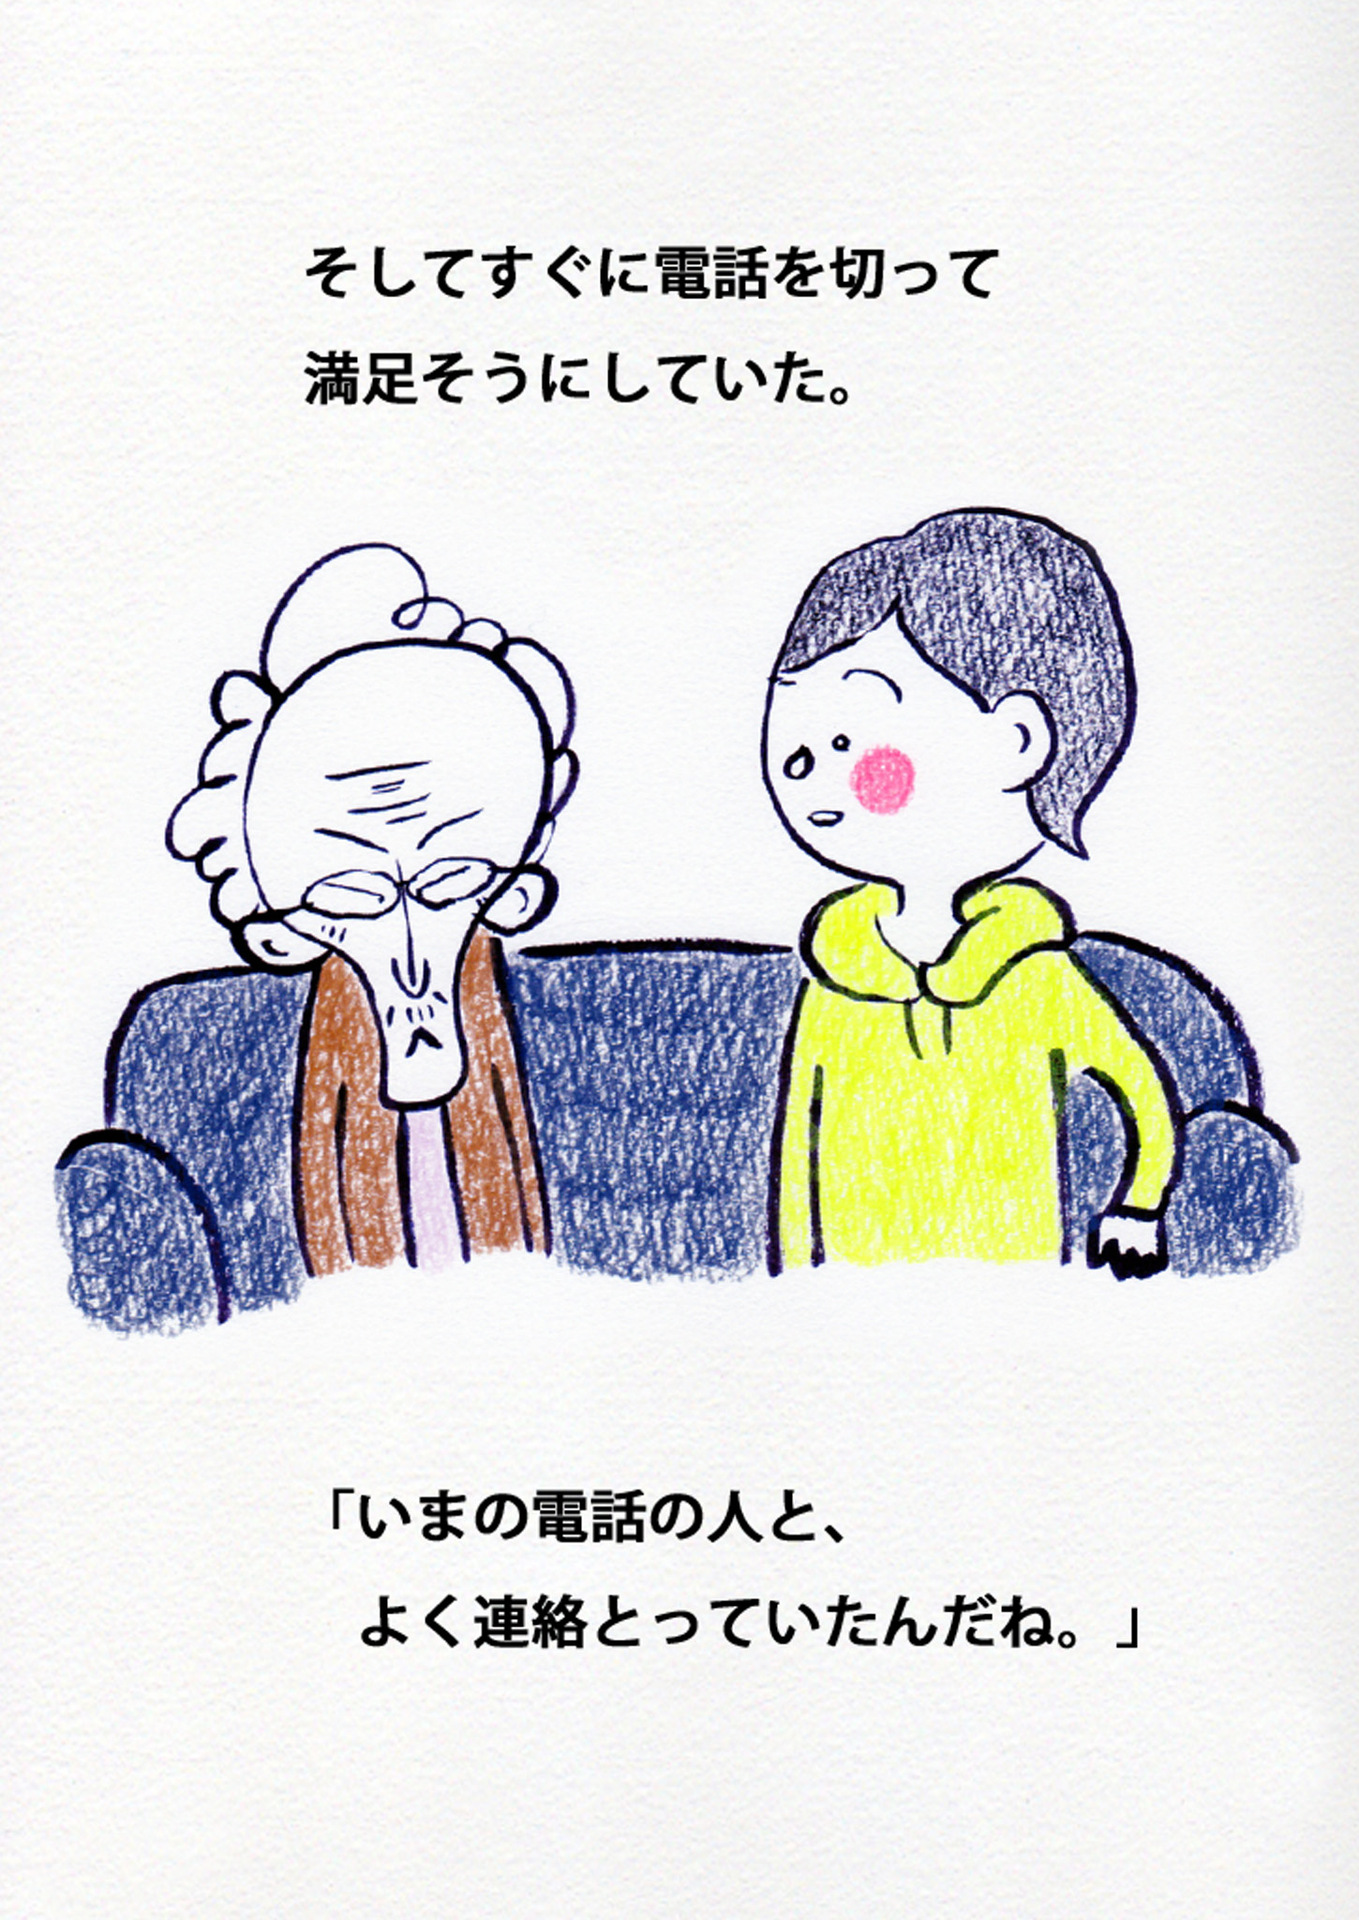 そしてすぐに電話を切って
満足そうにしていた。
「いまの電話の人と、
よく連絡とっていたんだね。」